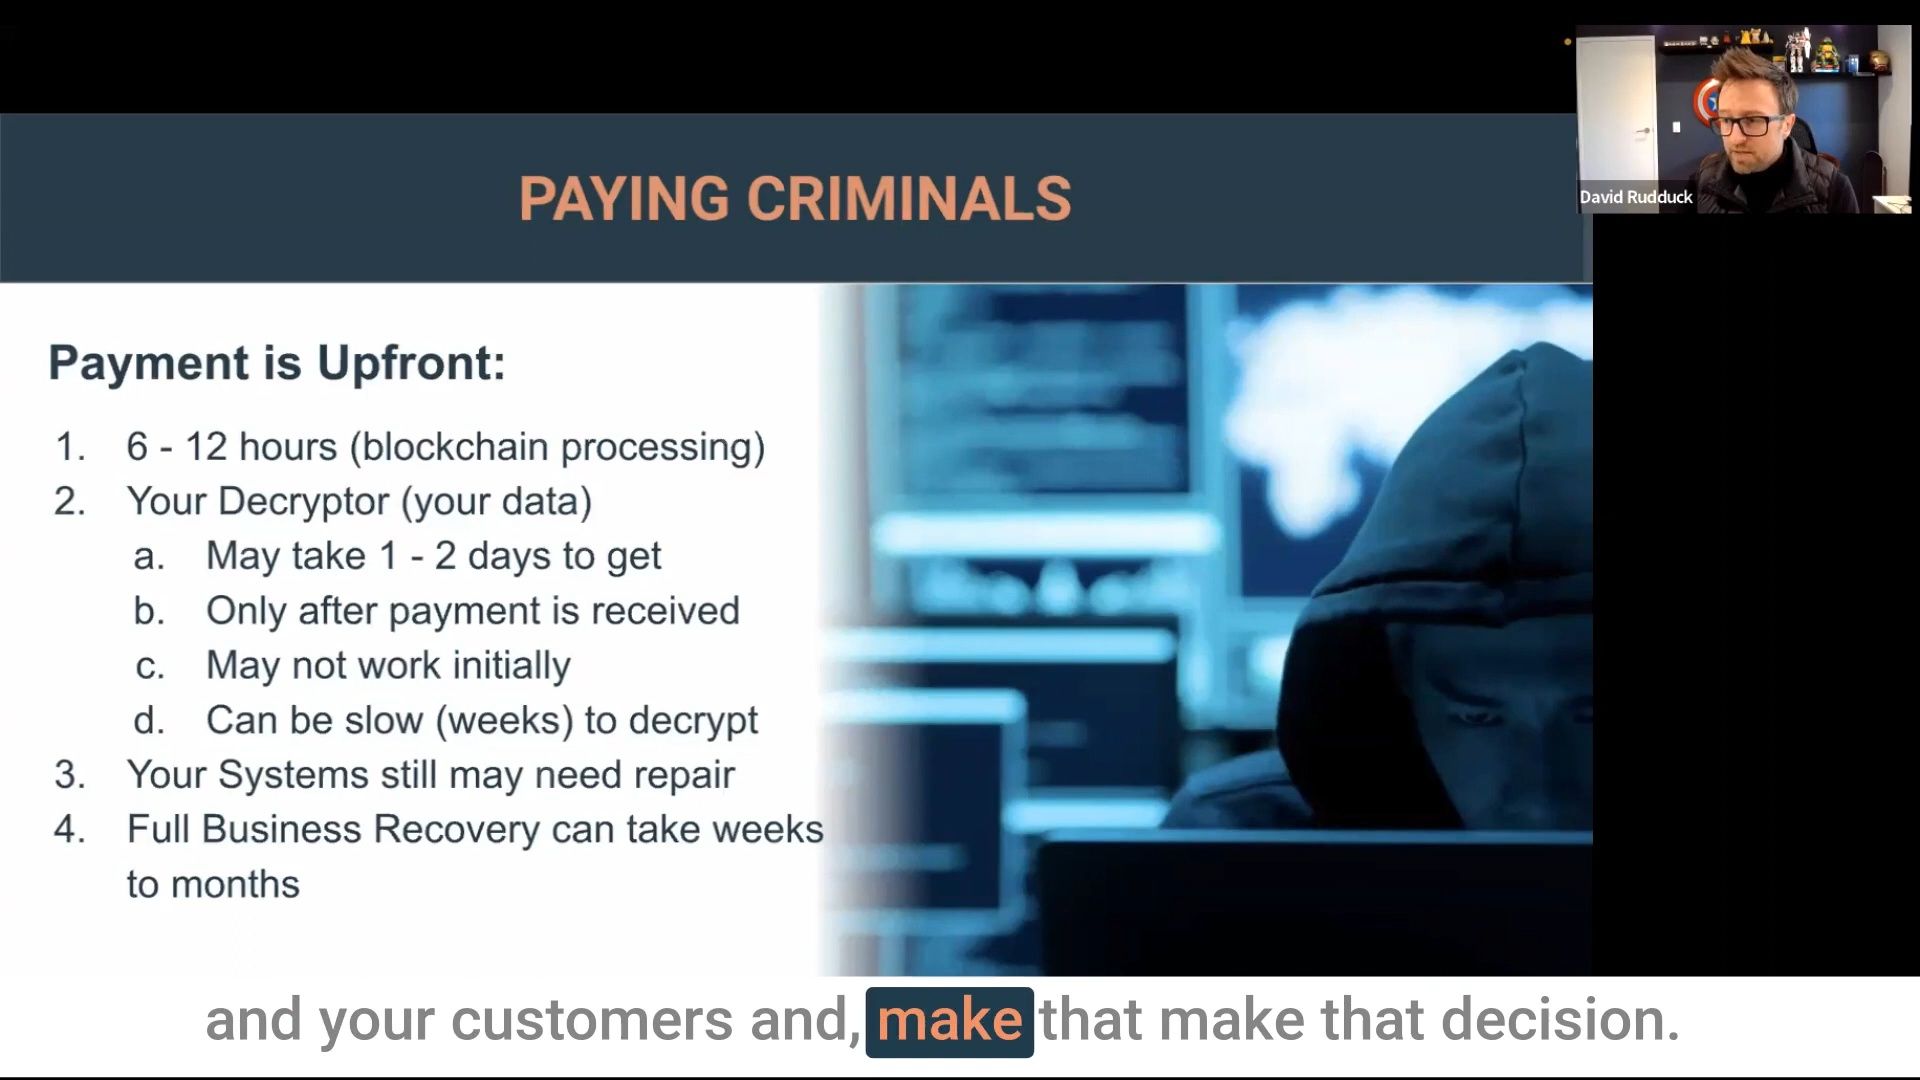 PAYING CRIMINALS
David Rudduck
Payment is Upfront:
1. 6 - 12 hours (blockchain processing)
2. Your Decryptor (your data)
a. May take 1 - 2 days to get
b. Only after payment is received
c. May not work initially
d. Can be slow (weeks) to decrypt
3. Your Systems still may need repair
4. Full Business Recovery can take weeks
to months
and your customers and, make that make that decision.